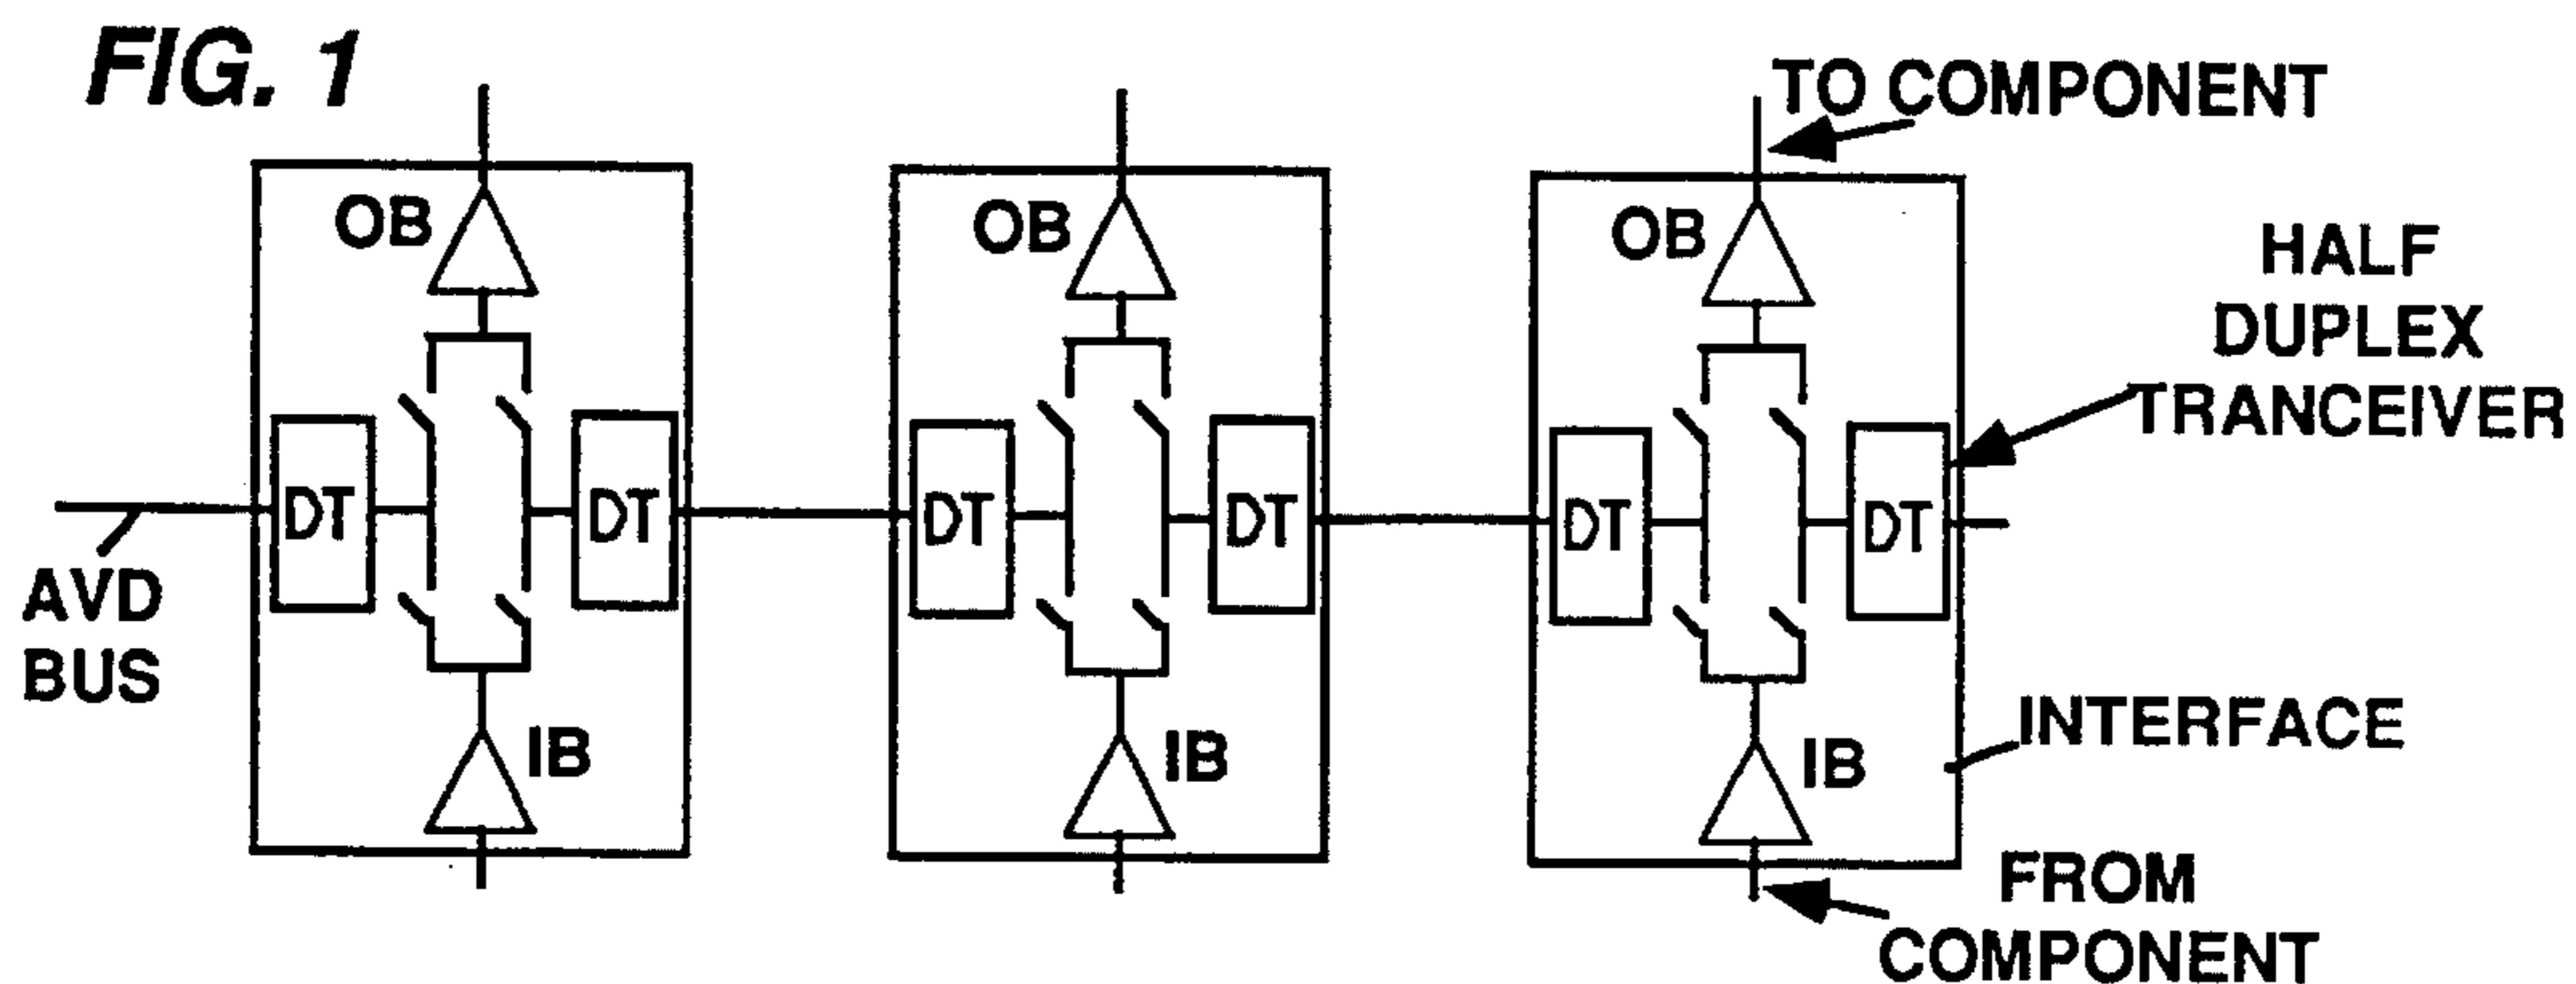 FIG. 1
TO COMPONENT
OB
OB
OB
HALF
DUPLEX
TRANCEIVER
DT
DT
DT
DT
DT
DT
AVD
BUS
INTERFACE
IB
IB
IB
FROM
COMPONENT